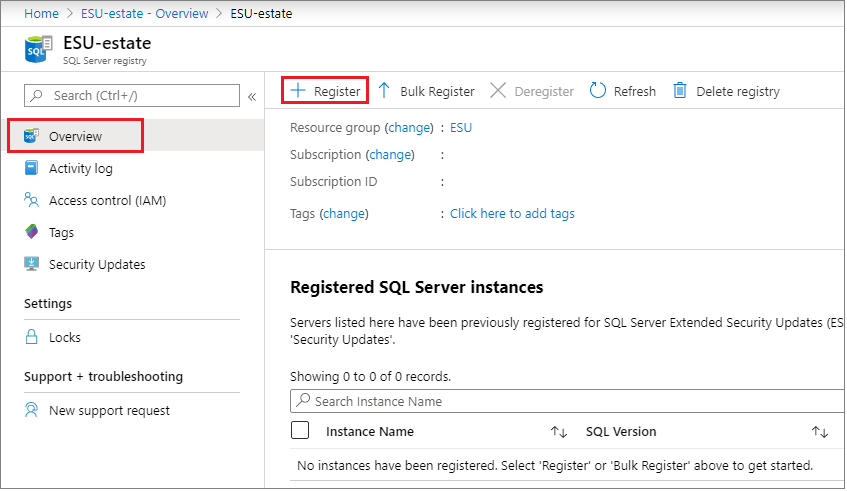 Home > ESU-estate - Overview > ESU-estate
SQL
ESU-estate
SQL Server registry
Search (Ctrl+/)
«
Overview
Activity log
Access control (IAM)
Tags
Security Updates
Settings
Locks
Support + troubleshooting
New support request
Register
Bulk Register
Deregister
Refresh
Delete registry
Resource group (change) : ESU
Subscription (change) :
Subscription ID :
Tags (change) : Click here to add tags
Registered SQL Server instances
Servers listed here have been previously registered for SQL Server Extended Security Updates (ES
'Security Updates'.
Showing 0 to 0 of 0 records.
Search Instance Name
Instance Name SQL Version
No instances have been registered. Select 'Register' or 'Bulk Register' above to get started.